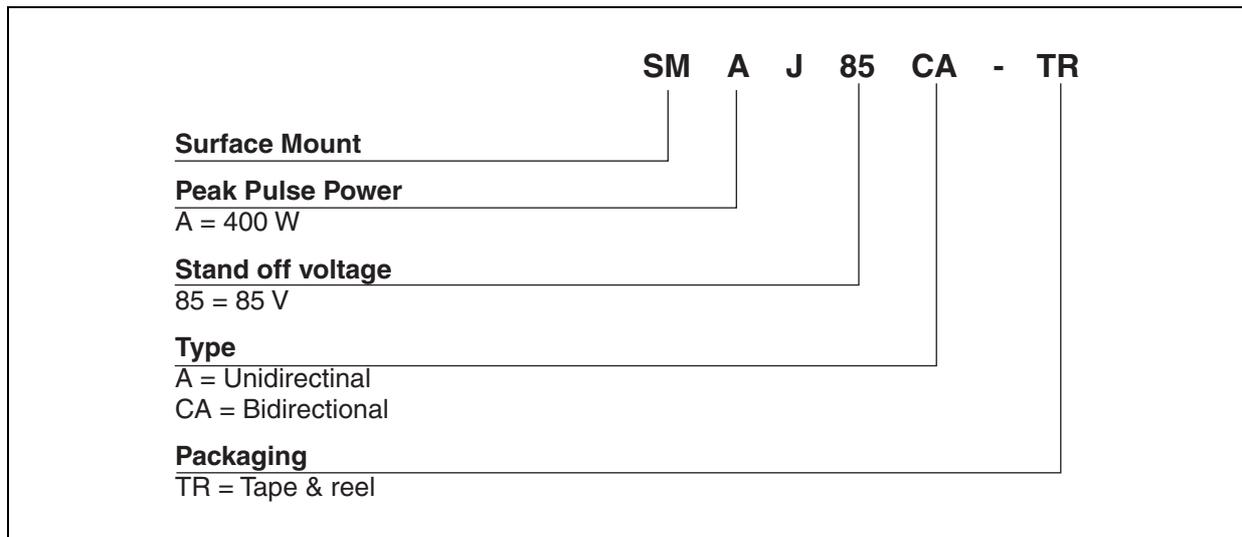 SM A J 85 CA - TR
Surface Mount
Peak Pulse Power
A = 400 W
Stand off voltage
85 = 85 V
Type
A = Unidirectinal
CA = Bidirectional
Packaging
TR = Tape & reel